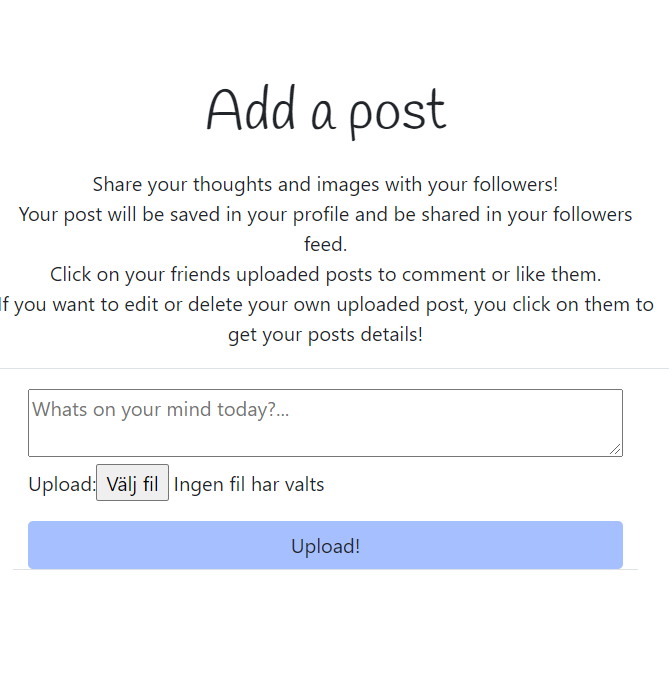 Add a post
Share your thoughts and images with your followers!
Your post will be saved in your profile and be shared in your followers
feed.
Click on your friends uploaded posts to comment or like them.
If you want to edit or delete your own uploaded post, you click on them to
get your posts details!
Whats on your mind today?...
Upload: Välj fil Ingen fil har valts
Upload!